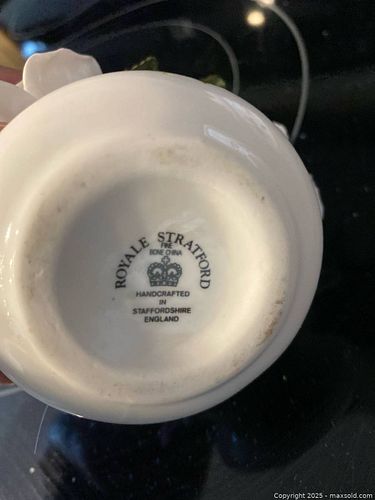 ROYALE STRATFORD
FINE
BONE CHINA
HANDCRAFTED
IN
STAFFORDSHIRE
ENGLAND
Copyright 2025 - maxsold.com